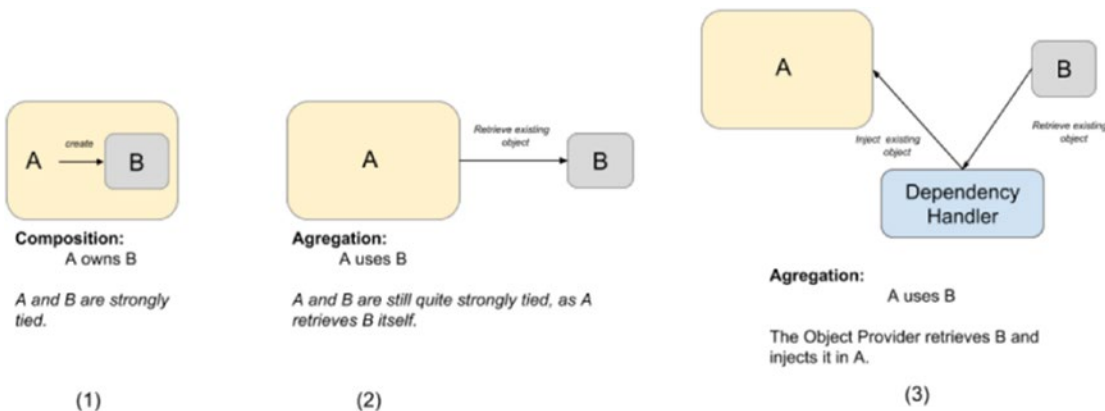 A
create
B
Composition:
A owns B
A and B are strongly
tied.
(1)
A
Retrieve existing
object
B
Agregation:
A uses B
A and B are still quite strongly tied, as A
retrieves B itself.
(2)
A
B
Inject existing
object
Retrieve existing
object
Dependency
Handler
Agregation:
A uses B
The Object Provider retrieves B and
injects it in A.
(3)